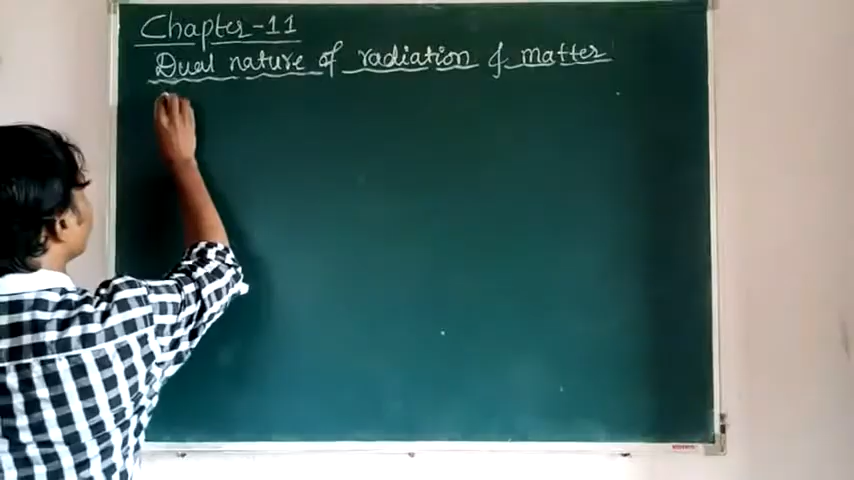 Chapter-11
Dual nature of radiation & matter